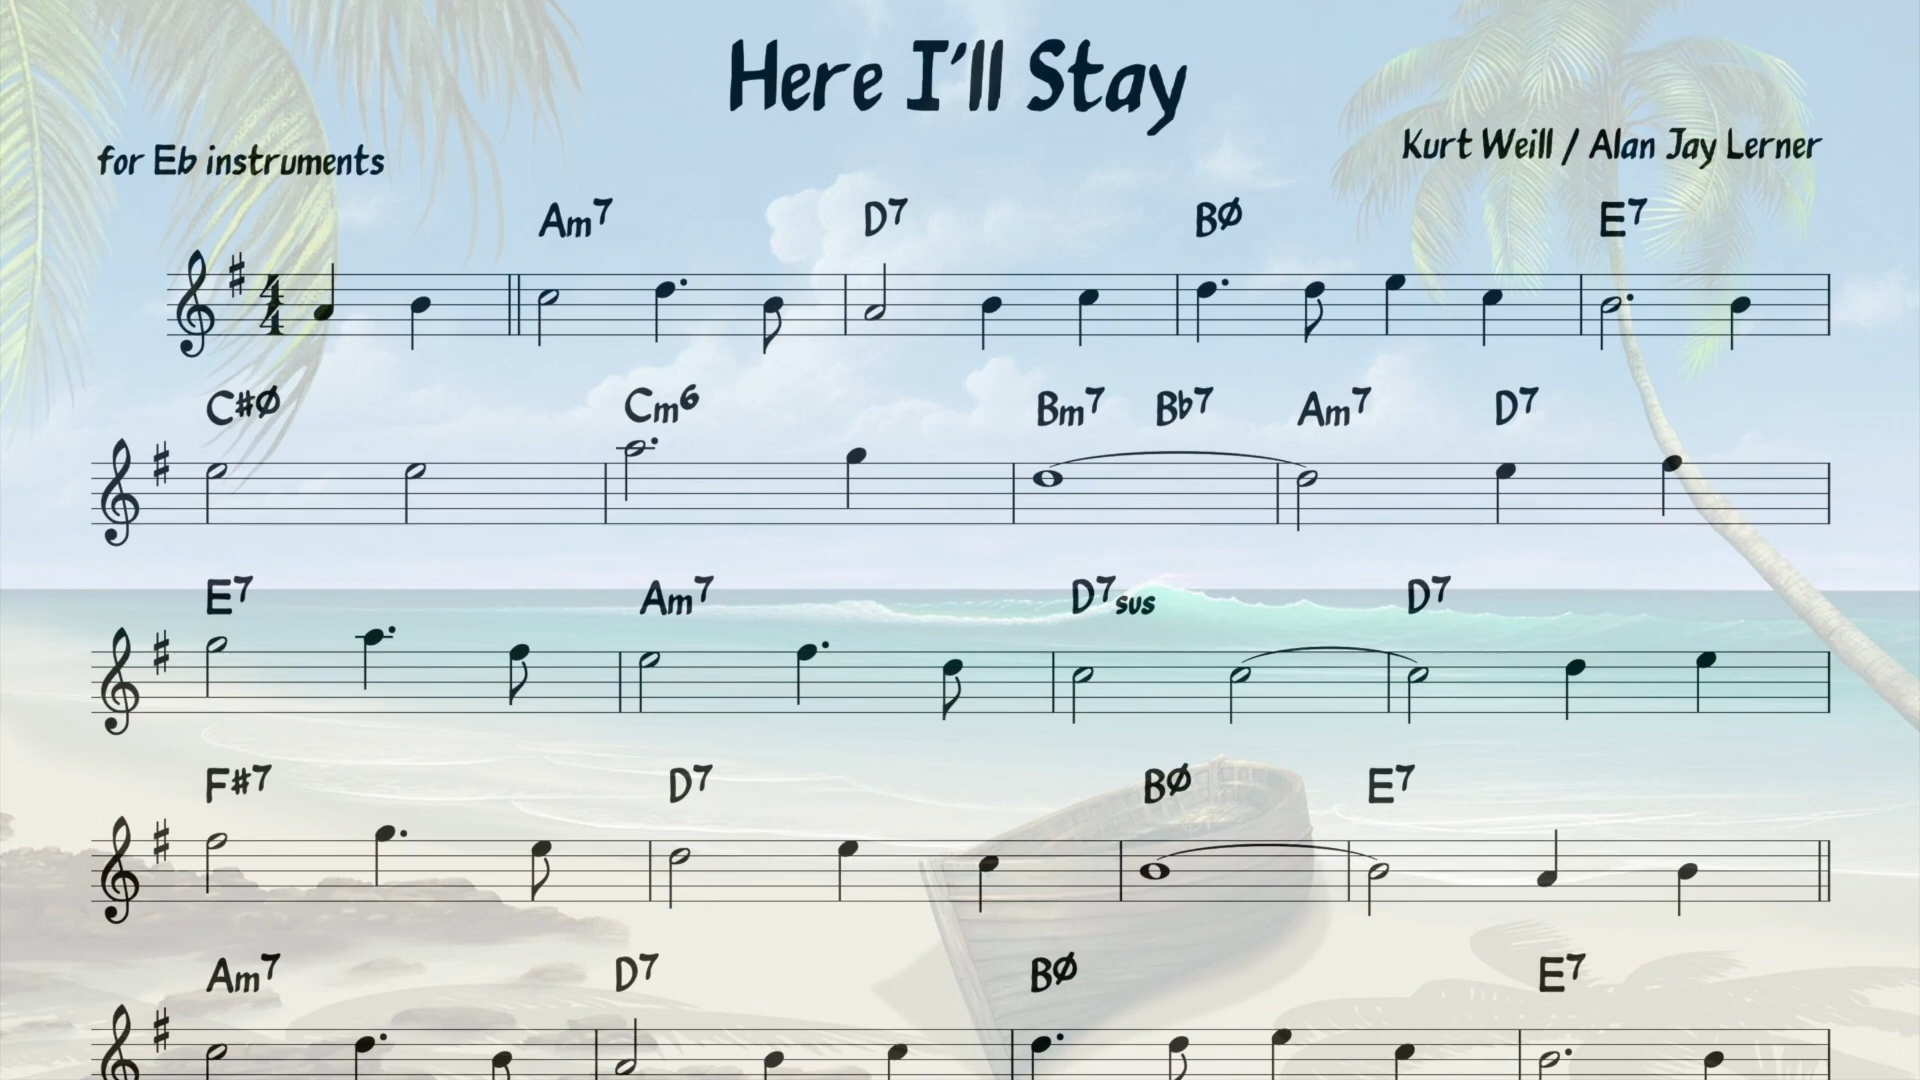 Here I'll Stay
for Eb instruments
Kurt Weill / Alan Jay Lerner
Am7 D7 BØ E7
C#Ø Cm6 Bm7 Bb7 Am7 D7
E7 Am7 D7sus D7
F#7 D7 BØ E7
Am7 D7 BØ E7